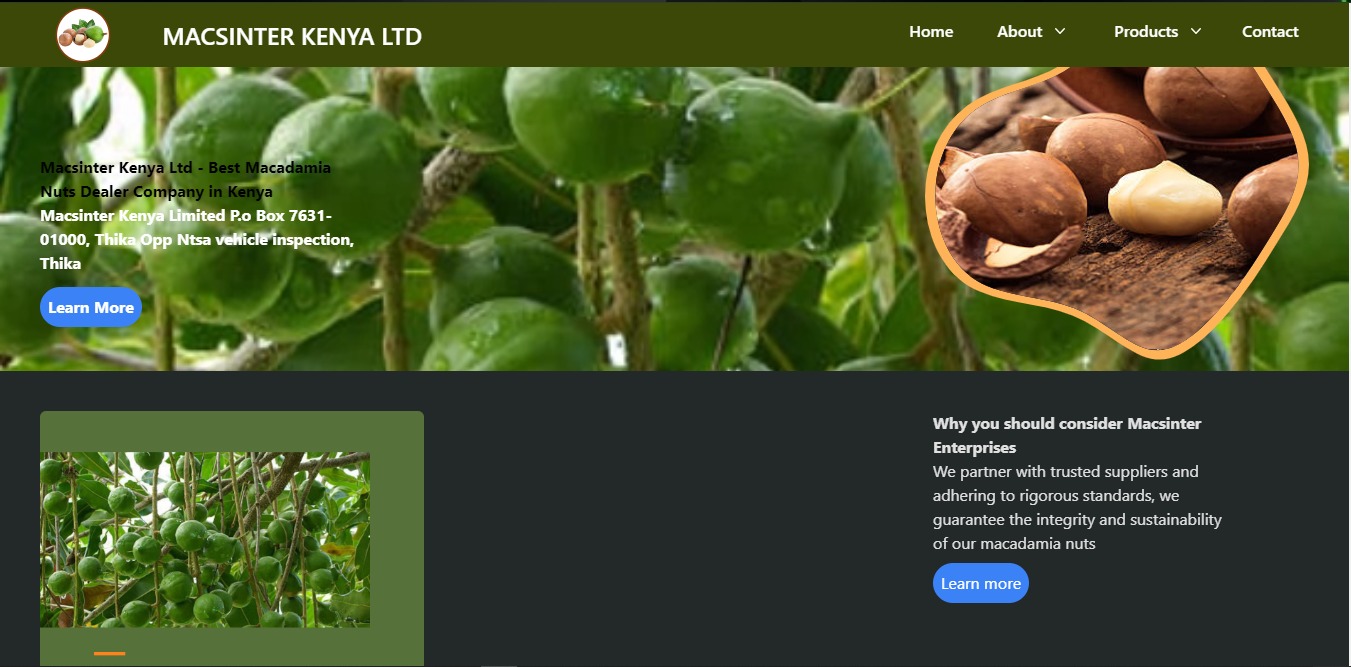 MACSINTER KENYA LTD
Home
About
Products
Contact
Macsinter Kenya Ltd - Best Macadamia
Nuts Dealer Company in Kenya
Macsinter Kenya Limited P.o Box 7631-
01000, Thika Opp Ntsa vehicle inspection,
Thika
Learn More
Why you should consider Macsinter
Enterprises
We partner with trusted suppliers and
adhering to rigorous standards, we
guarantee the integrity and sustainability
of our macadamia nuts
Learn more